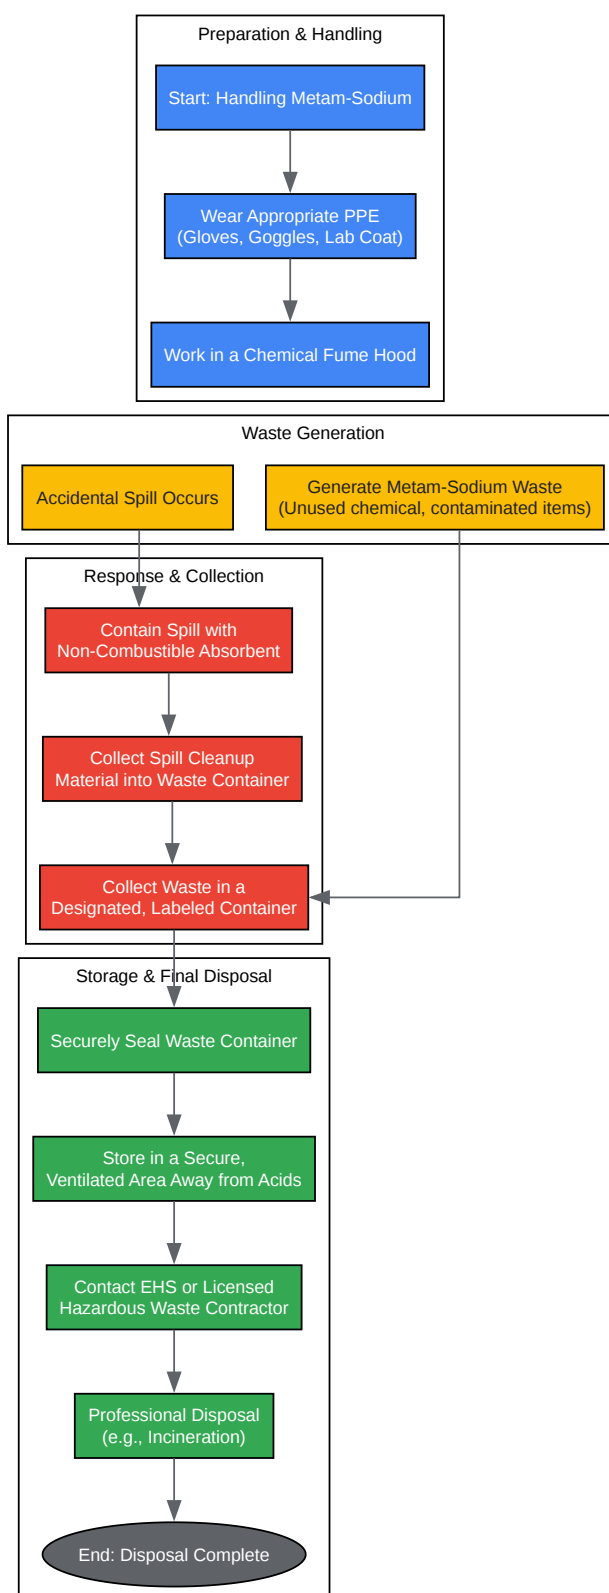 Preparation & Handling
Start: Handling Metam-Sodium
Wear Appropriate PPE
(Gloves, Goggles, Lab Coat)
Work in a Chemical Fume Hood
Waste Generation
Accidental Spill Occurs
Generate Metam-Sodium Waste
(Unused chemical, contaminated items)
Response & Collection
Contain Spill with
Non-Combustible Absorbent
Collect Spill Cleanup
Material into Waste Container
Collect Waste in a
Designated, Labeled Container
Storage & Final Disposal
Securely Seal Waste Container
Store in a Secure,
Ventilated Area Away from Acids
Contact EHS or Licensed
Hazardous Waste Contractor
Professional Disposal
(e.g., Incineration)
End: Disposal Complete